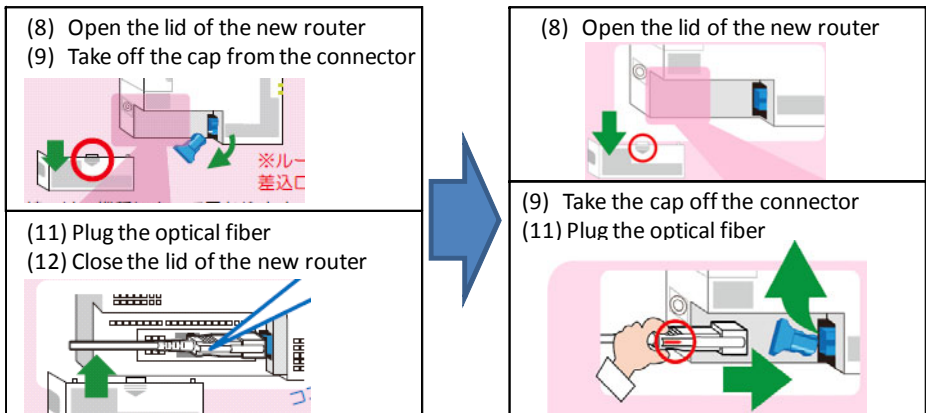 (8) Open the lid of the new router
(9) Take off the cap from the connector
※ルー
差込口
(11) Plug the optical fiber
(12) Close the lid of the new router
(8) Open the lid of the new router
(9) Take the cap off the connector
(11) Plug the optical fiber